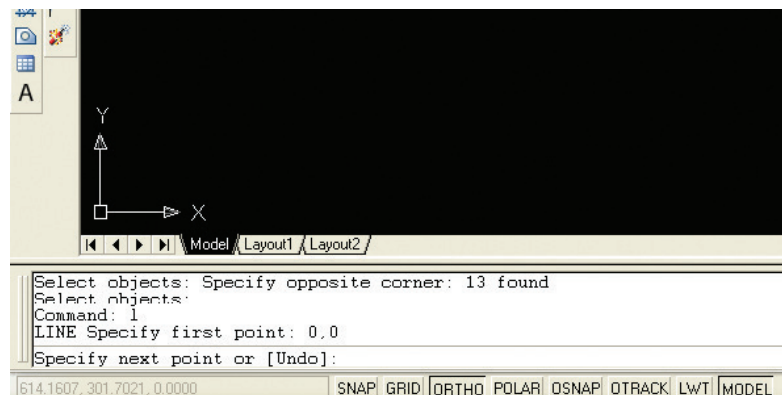 A
Y
X
Model Layout1 Layout2
Select objects: Specify opposite corner: 13 found
Select objects:
Command: l
LINE Specify first point: 0,0
Specify next point or [Undo]:
614.1607, 301.7021, 0.0000 SNAP GRID ORTHO POLAR OSNAP OTRACK LWT MODEL